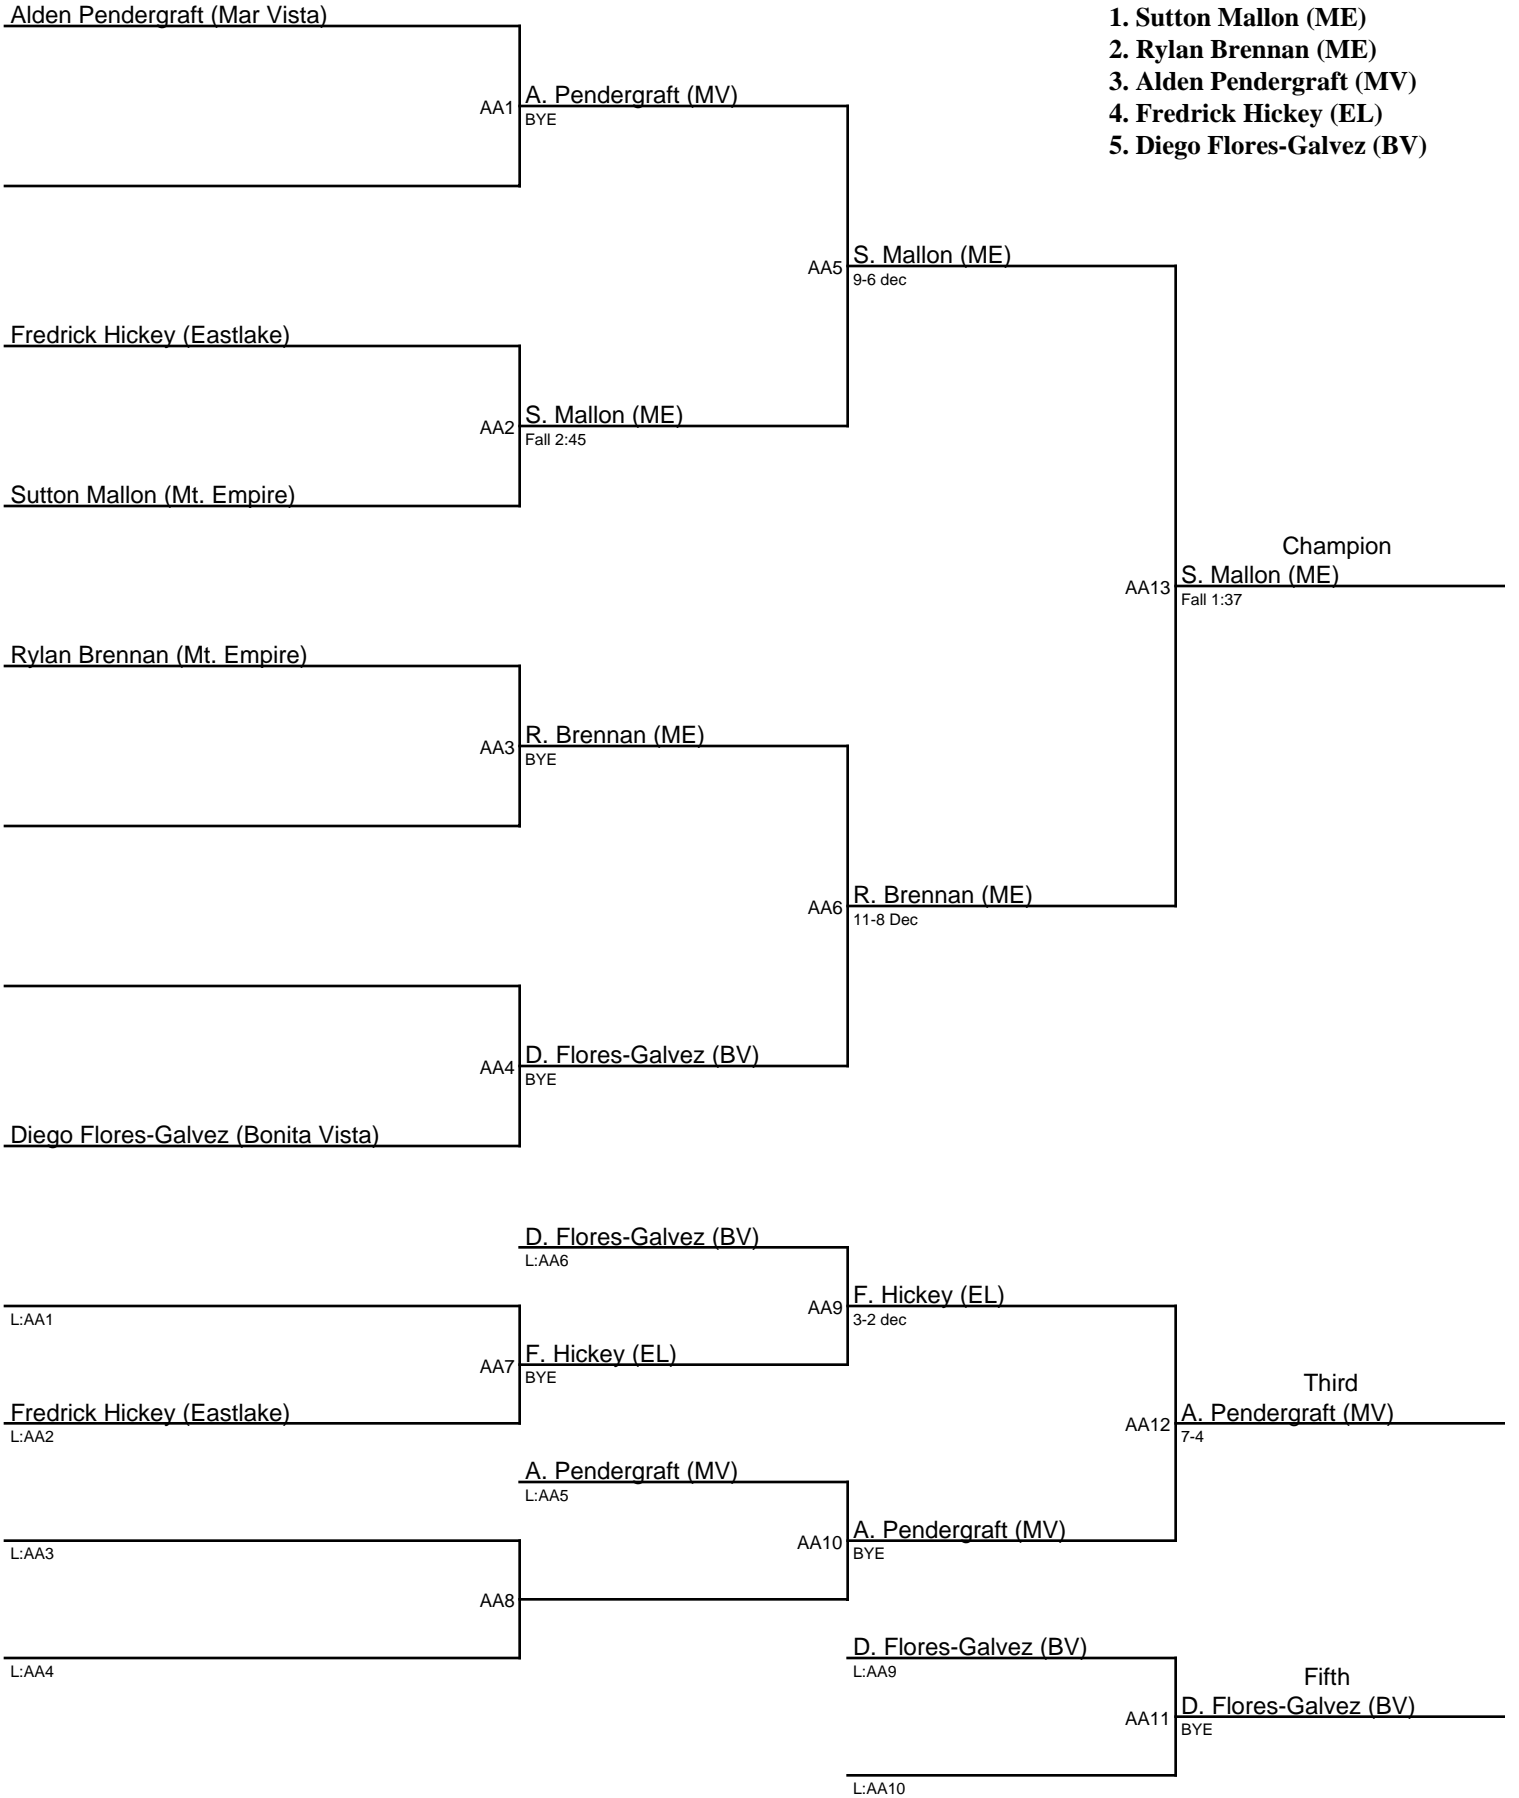 Alden Pendergraft (Mar Vista)
1. Sutton Mallon (ME)
2. Rylan Brennan (ME)
3. Alden Pendergraft (MV)
4. Fredrick Hickey (EL)
5. Diego Flores-Galvez (BV)
AA1
A. Pendergraft (MV)
BYE
AA5
S. Mallon (ME)
9-6 dec
Fredrick Hickey (Eastlake)
AA2
S. Mallon (ME)
Fall 2:45
Sutton Mallon (Mt. Empire)
Champion
AA13
S. Mallon (ME)
Fall 1:37
Rylan Brennan (Mt. Empire)
AA3
R. Brennan (ME)
BYE
AA6
R. Brennan (ME)
11-8 Dec
AA4
D. Flores-Galvez (BV)
BYE
Diego Flores-Galvez (Bonita Vista)
D. Flores-Galvez (BV)
L:AA6
L:AA1
AA9
F. Hickey (EL)
3-2 dec
AA7
F. Hickey (EL)
BYE
Fredrick Hickey (Eastlake)
L:AA2
Third
AA12
A. Pendergraft (MV)
7-4
A. Pendergraft (MV)
L:AA5
L:AA3
AA10
A. Pendergraft (MV)
BYE
AA8
L:AA4
D. Flores-Galvez (BV)
L:AA9
Fifth
AA11
D. Flores-Galvez (BV)
BYE
L:AA10